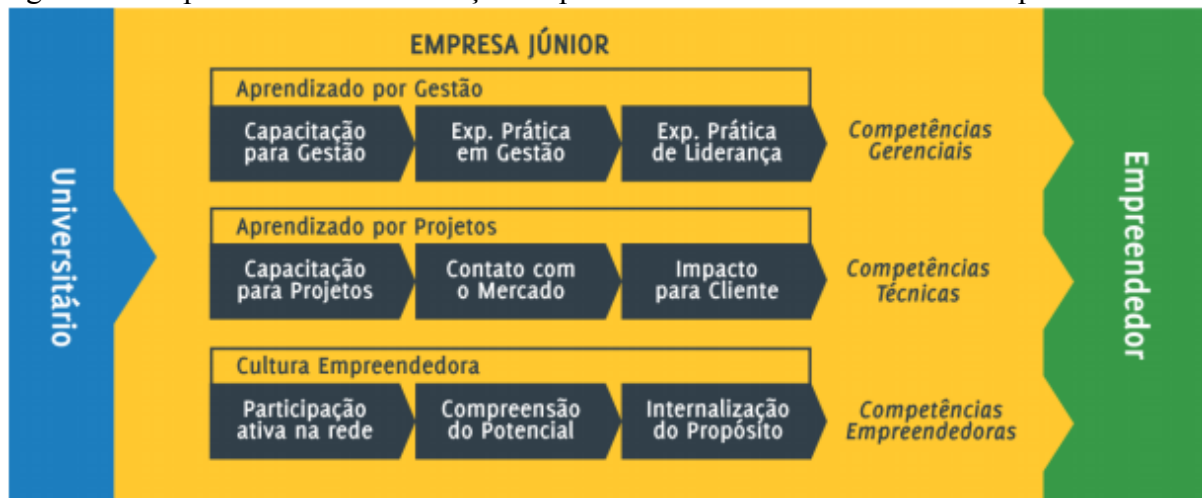 EMPRESA JÚNIOR
Universitário
Aprendizado por Gestão
Capacitação
para Gestão
Exp. Prática
em Gestão
Exp. Prática
de Liderança
Competências
Gerenciais
Aprendizado por Projetos
Capacitação
para Projetos
Contato com
o Mercado
Impacto
para Cliente
Competências
Técnicas
Cultura Empreendedora
Participação
ativa na rede
Compreensão
do Potencial
Internalização
do Propósito
Competências
Empreendedoras
Empreendedor